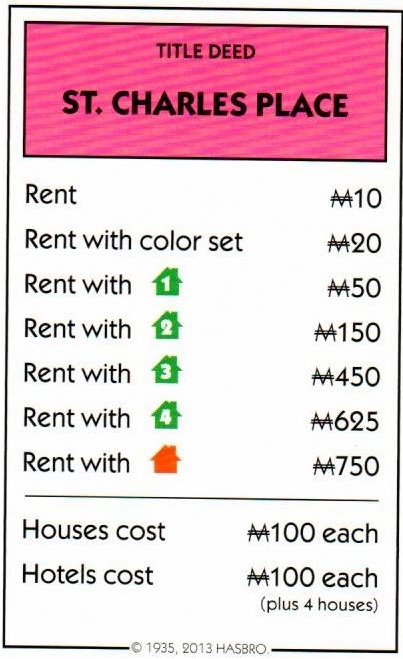 TITLE DEED
ST. CHARLES PLACE
Rent ₩10
Rent with color set ₩20
Rent with 1 ₩50
Rent with 2 ₩150
Rent with 3 ₩450
Rent with 4 ₩625
Rent with ₩750
Houses cost ₩100 each
Hotels cost ₩100 each
(plus 4 houses)
© 1935, 2013 HASBRO.